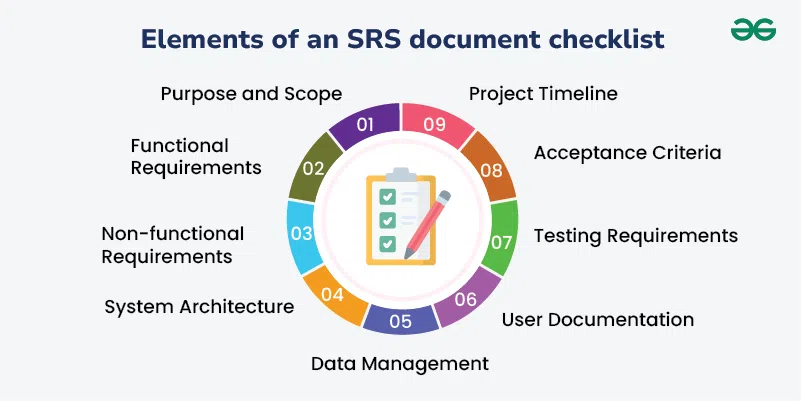 Elements of an SRS document checklist
Purpose and Scope
01
Functional
Requirements
02
Non-functional
Requirements
03
System Architecture
04
Data Management
05
User Documentation
06
Testing Requirements
07
Acceptance Criteria
08
Project Timeline
09